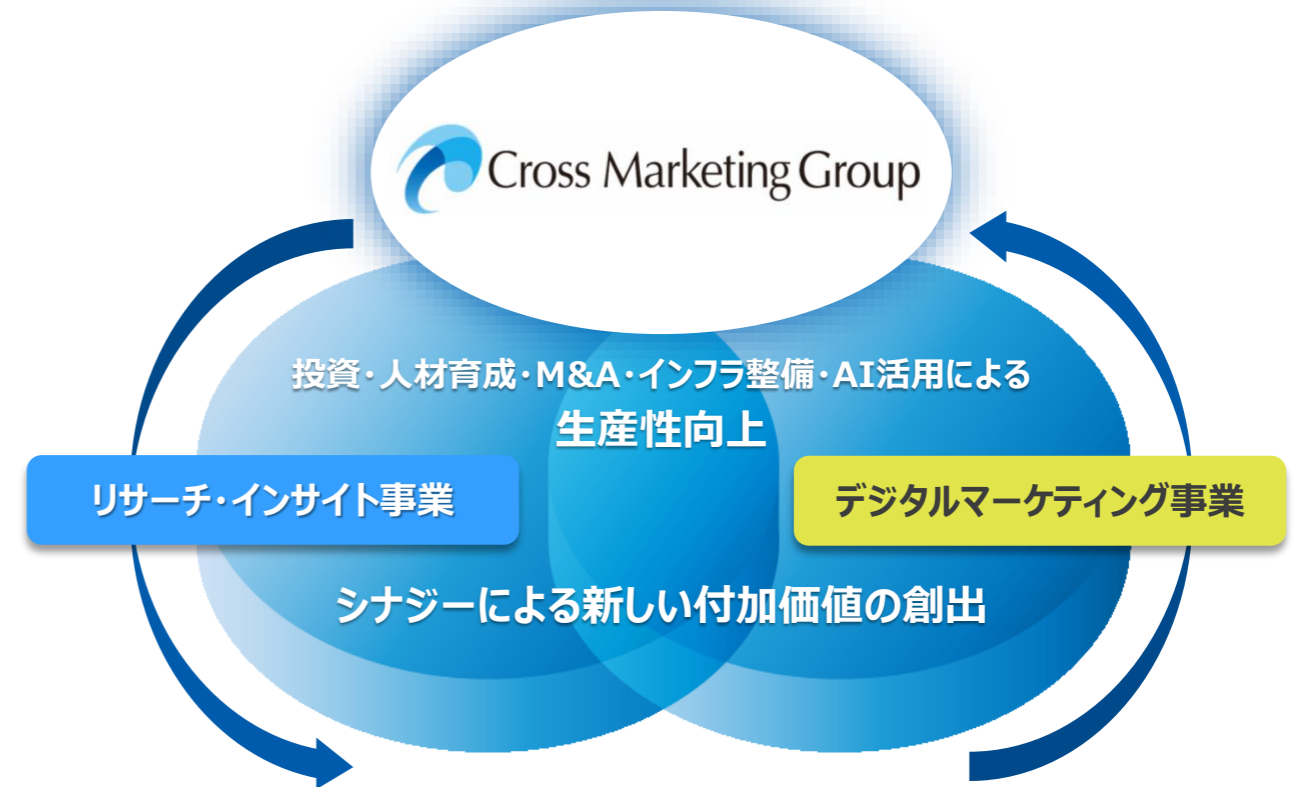 Cross Marketing Group
投資・人材育成・M&A・インフラ整備・AI活用による
生産性向上
リサーチ・インサイト事業
デジタルマーケティング事業
シナジーによる新しい付加価値の創出